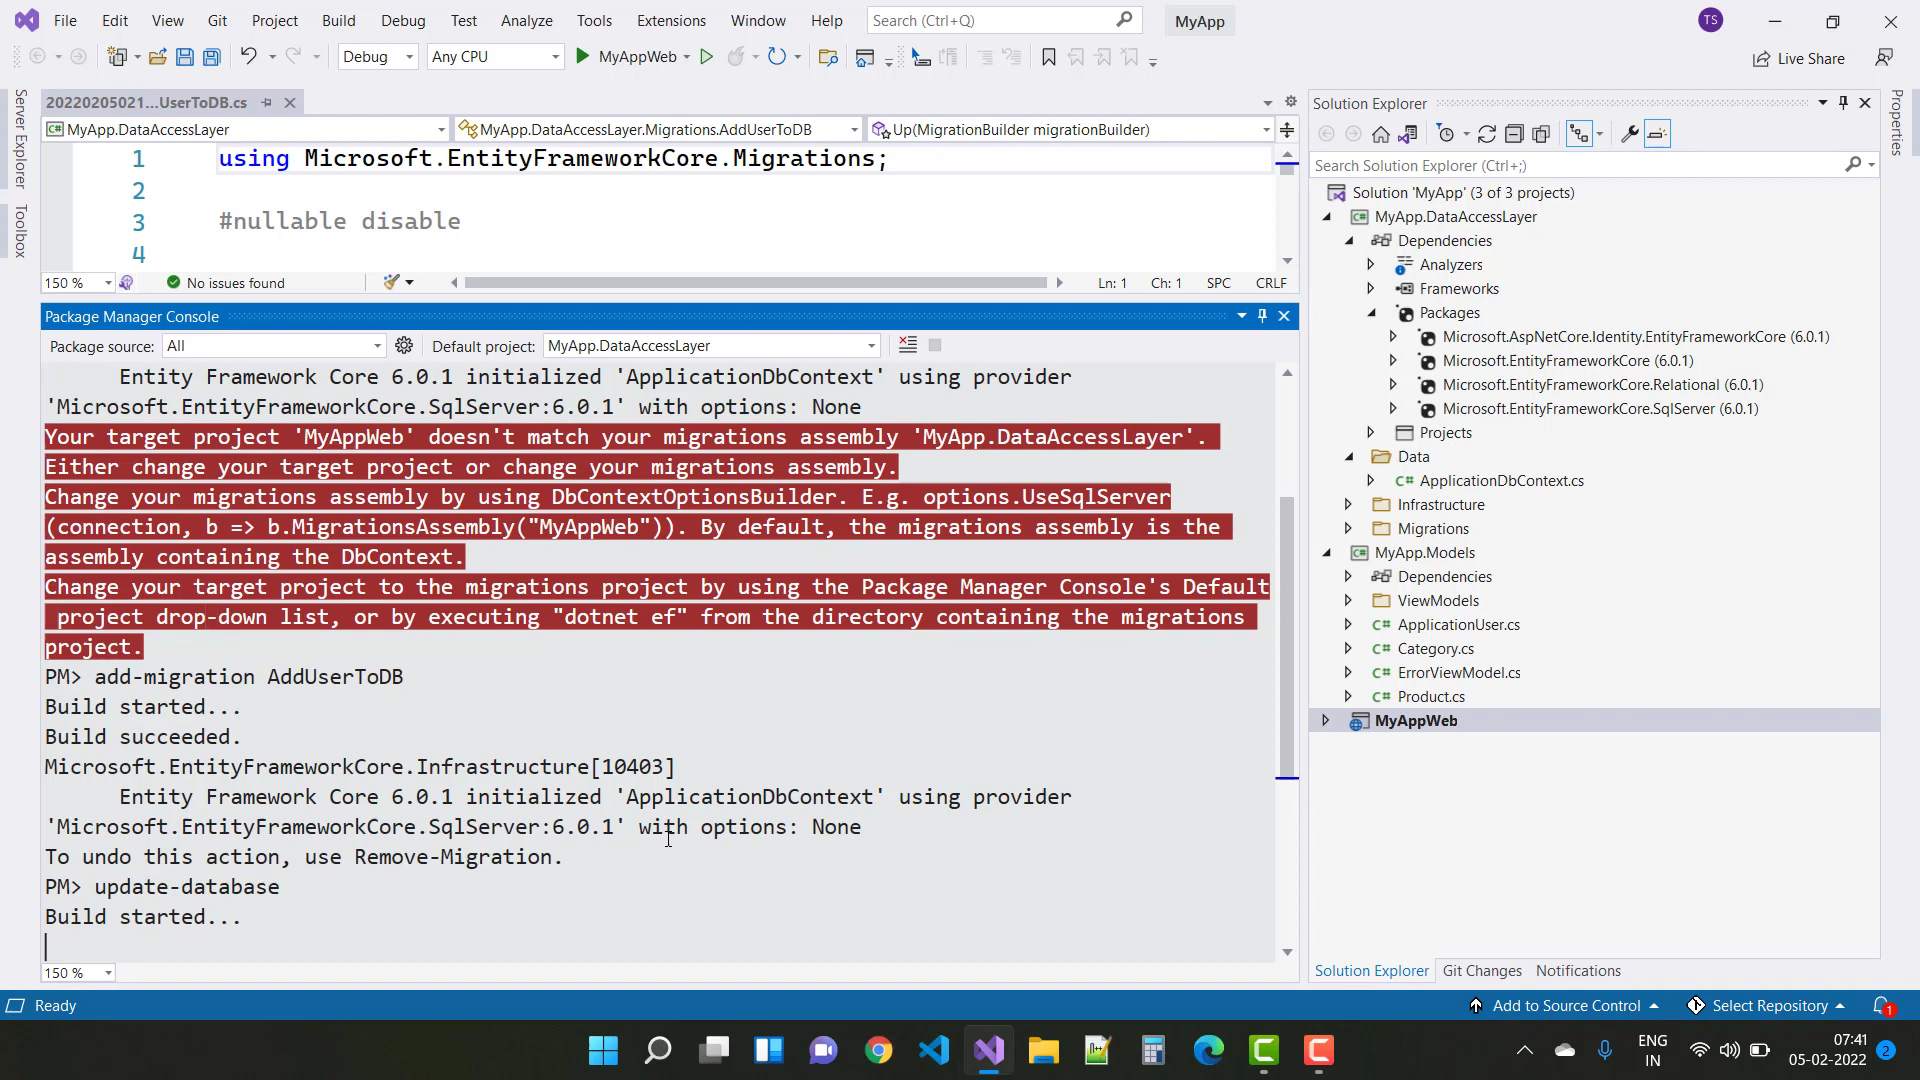 File Edit View Git Project Build Debug Test Analyze Tools Extensions Window Help Search (Ctrl+Q) MyApp TS
Debug Any CPU MyAppWeb Live Share
Server Explorer
Toolbox
20220205021...UserToDB.cs
MyApp.DataAccessLayer MyApp.DataAccessLayer.Migrations.AddUserToDB Up(MigrationBuilder migrationBuilder)
1 using Microsoft.EntityFrameworkCore.Migrations;
2
3 #nullable disable
4
150 % No issues found Ln: 1 Ch: 1 SPC CRLF
Package Manager Console
Package source: All Default project: MyApp.DataAccessLayer
Entity Framework Core 6.0.1 initialized 'ApplicationDbContext' using provider
'Microsoft.EntityFrameworkCore.SqlServer:6.0.1' with options: None
Your target project 'MyAppWeb' doesn't match your migrations assembly 'MyApp.DataAccessLayer'.
Either change your target project or change your migrations assembly.
Change your migrations assembly by using DbContextOptionsBuilder. E.g. options.UseSqlServer
(connection, b => b.MigrationsAssembly("MyAppWeb")). By default, the migrations assembly is the
assembly containing the DbContext.
Change your target project to the migrations project by using the Package Manager Console's Default
project drop-down list, or by executing "dotnet ef" from the directory containing the migrations
project.
PM> add-migration AddUserToDB
Build started...
Build succeeded.
Microsoft.EntityFrameworkCore.Infrastructure[10403]
Entity Framework Core 6.0.1 initialized 'ApplicationDbContext' using provider
'Microsoft.EntityFrameworkCore.SqlServer:6.0.1' with options: None
To undo this action, use Remove-Migration.
PM> update-database
Build started...
150 %
Solution Explorer
Search Solution Explorer (Ctrl+;)
Solution 'MyApp' (3 of 3 projects)
MyApp.DataAccessLayer
Dependencies
Analyzers
Frameworks
Packages
Microsoft.AspNetCore.Identity.EntityFrameworkCore (6.0.1)
Microsoft.EntityFrameworkCore (6.0.1)
Microsoft.EntityFrameworkCore.Relational (6.0.1)
Microsoft.EntityFrameworkCore.SqlServer (6.0.1)
Projects
Data
ApplicationDbContext.cs
Infrastructure
Migrations
MyApp.Models
Dependencies
ViewModels
ApplicationUser.cs
Category.cs
ErrorViewModel.cs
Product.cs
MyAppWeb
Solution Explorer Git Changes Notifications
Properties
Ready Add to Source Control Select Repository 1
ENG
IN
07:41
05-02-2022
2